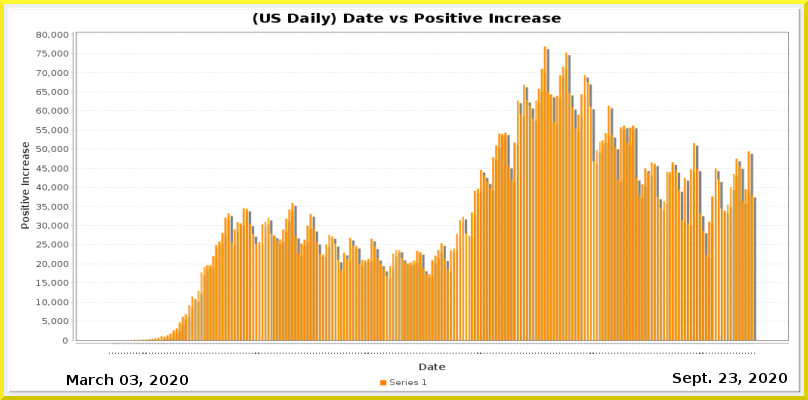 (US Daily) Date vs Positive Increase
80,000
75,000
70,000
65,000
60,000
55,000
50,000
45,000
40,000
35,000
30,000
25,000
20,000
15,000
10,000
5,000
0
Positive Increase
Date
March 03, 2020
Series 1
Sept. 23, 2020